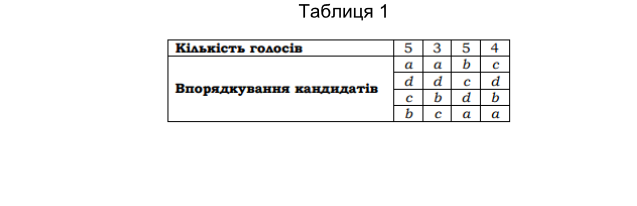 Таблиця 1
Кількість голосів 5 3 5 4
a a b c
d d c d
Впорядкування кандидатів
c b d b
b c a a